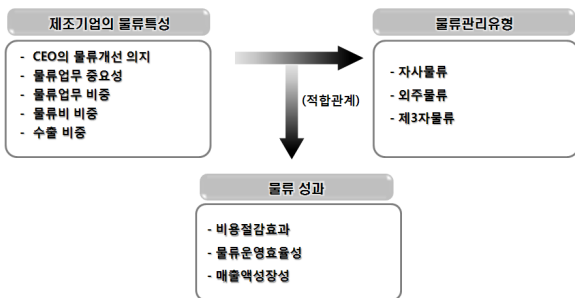 제조기업의 물류특성
- CEO의 물류개선 의지
- 물류업무 중요성
- 물류업무 비중
- 물류비 비중
- 수출 비중
물류관리유형
- 자사물류
- 외주물류
- 제3자물류
(적합관계)
물류 성과
- 비용절감효과
- 물류운영효율성
- 매출액성장성